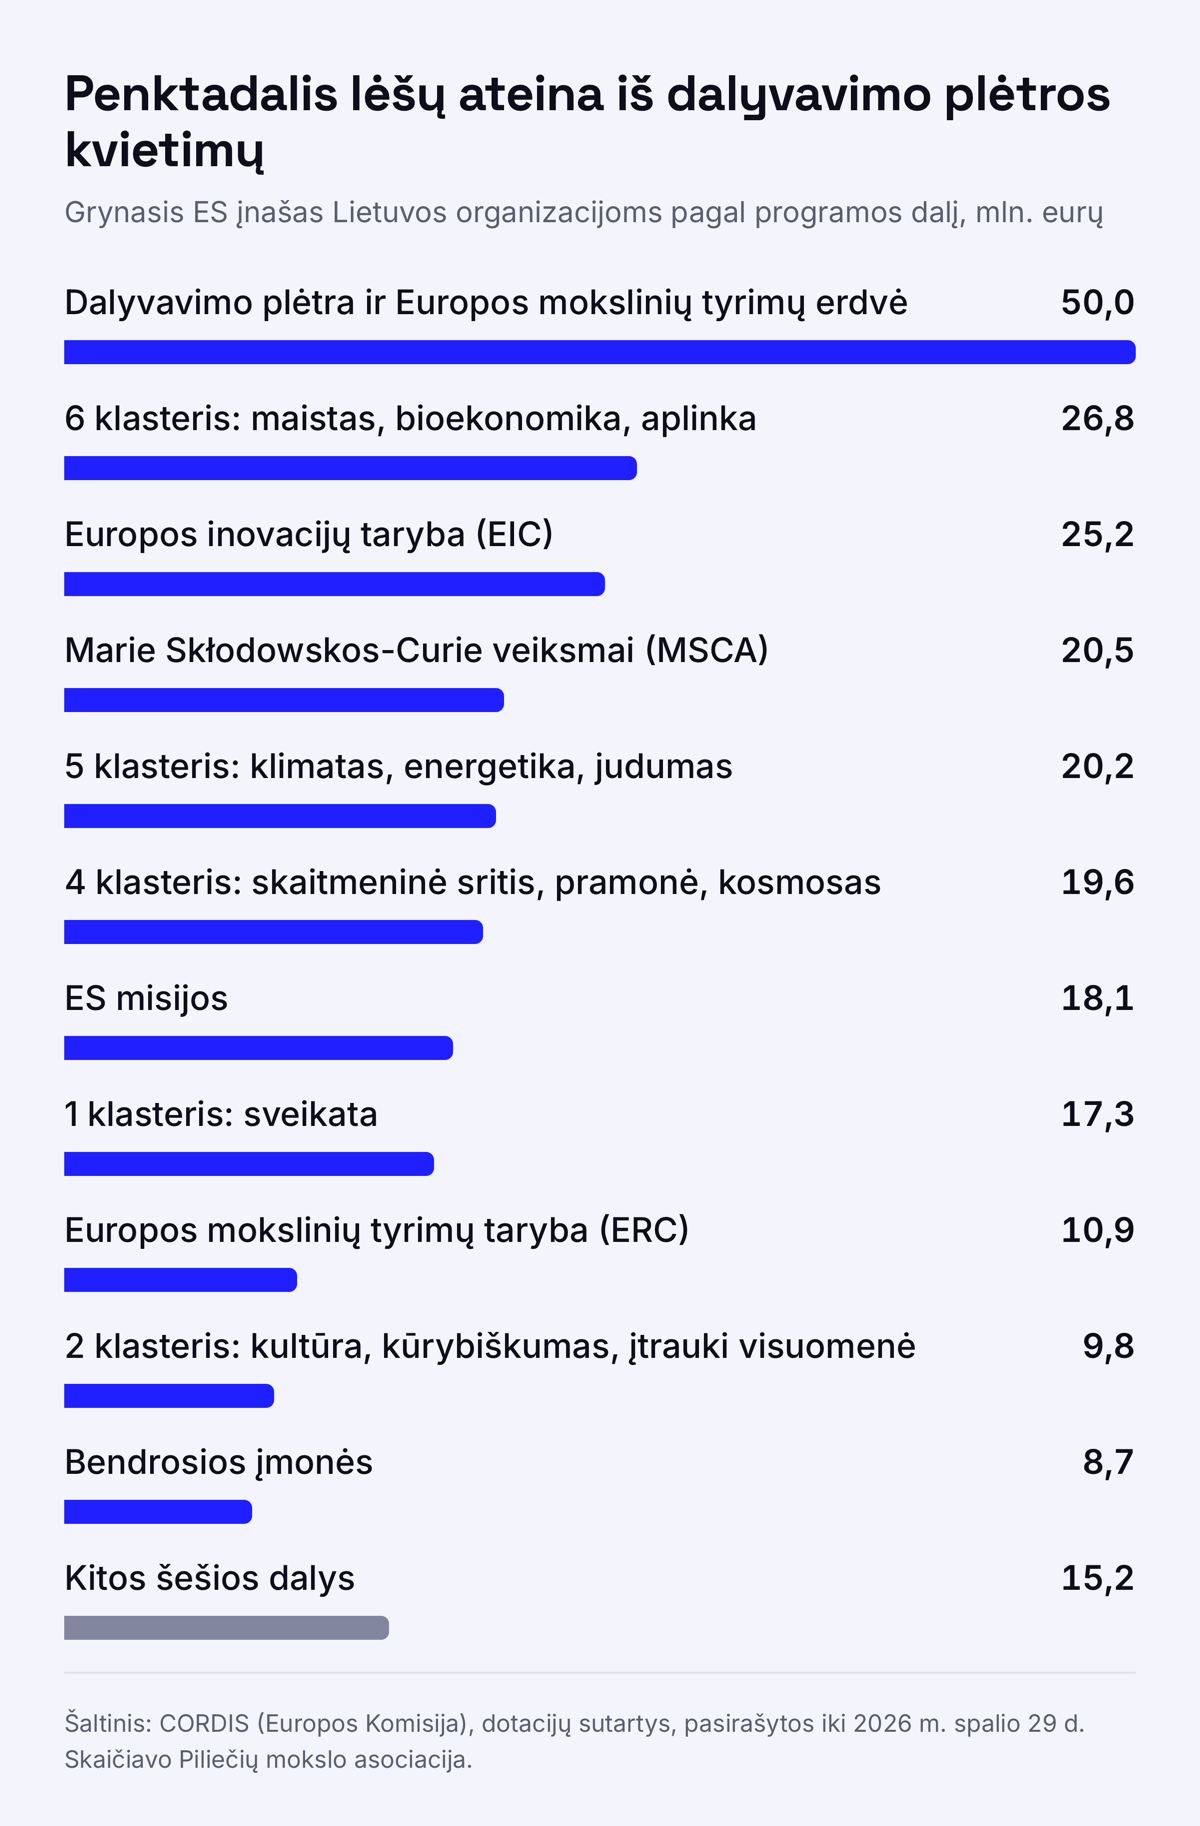 Penktadalis lėšų ateina iš dalyvavimo plėtros
kvietimų
Grynasis ES įnašas Lietuvos organizacijoms pagal programos dalį, mln. eurų
Dalyvavimo plėtra ir Europos mokslinių tyrimų erdvė 50,0
6 klasteris: maistas, bioekonomika, aplinka 26,8
Europos inovacijų taryba (EIC) 25,2
Marie Skłodowskos-Curie veiksmai (MSCA) 20,5
5 klasteris: klimatas, energetika, judumas 20,2
4 klasteris: skaitmeninė sritis, pramonė, kosmosas 19,6
ES misijos 18,1
1 klasteris: sveikata 17,3
Europos mokslinių tyrimų taryba (ERC) 10,9
2 klasteris: kultūra, kūrybiškumas, įtrauki visuomenė 9,8
Bendrosios įmonės 8,7
Kitos šešios dalys 15,2
Šaltinis: CORDIS (Europos Komisija), dotacijų sutartys, pasirašytos iki 2026 m. spalio 29 d.
Skaičiavo Piliečių mokslo asociacija.